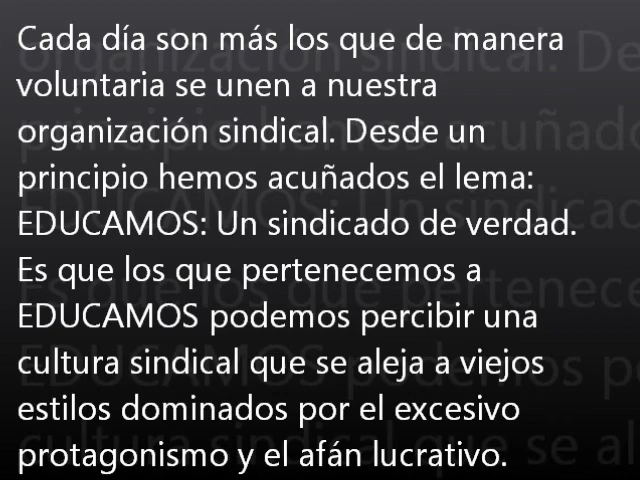 Cada día son más los que de manera
voluntaria se unen a nuestra
organización sindical. Desde un
principio hemos acuñados el lema:
EDUCAMOS: Un sindicado de verdad.
Es que los que pertenecemos a
EDUCAMOS podemos percibir una
cultura sindical que se aleja a viejos
estilos dominados por el excesivo
protagonismo y el afán lucrativo.